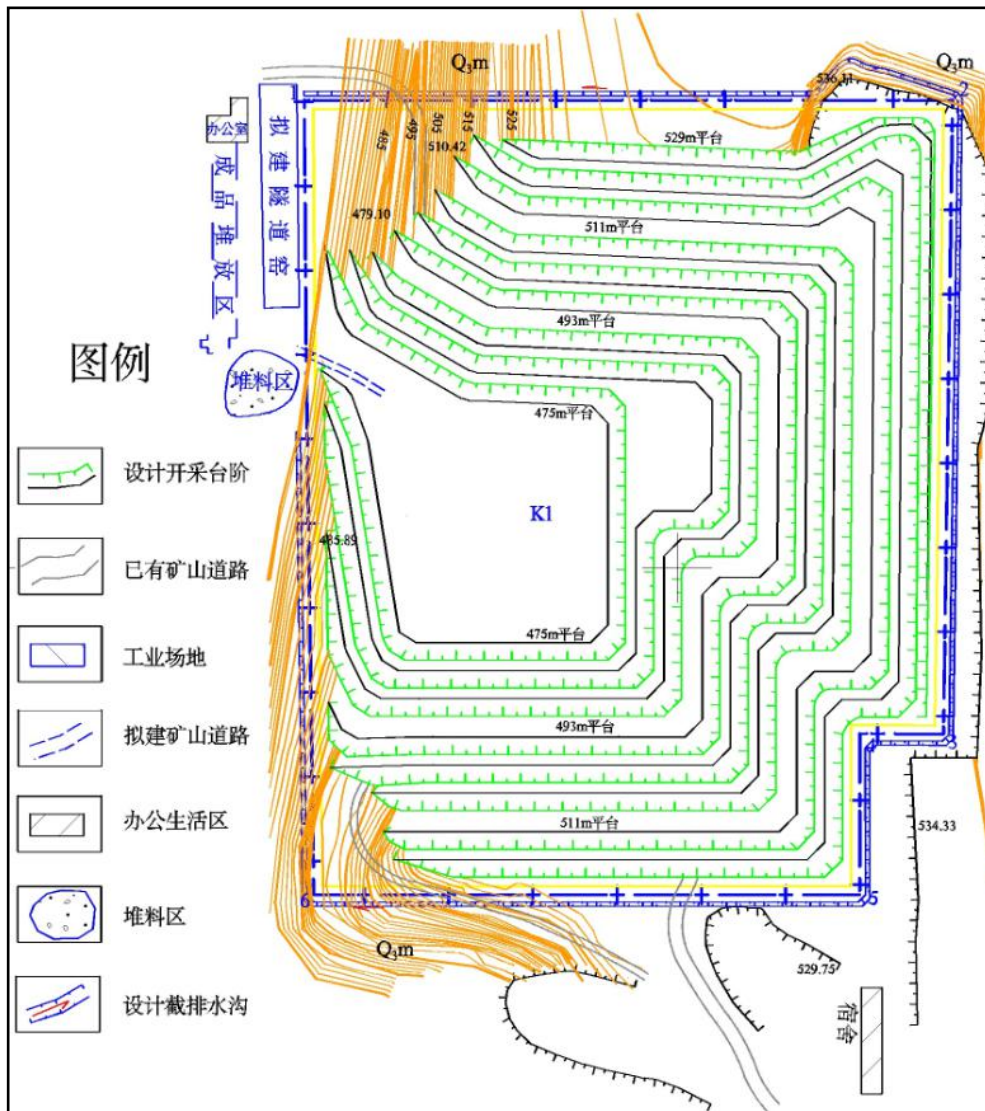 Q₃m
Q₃m
536.11
办公室
拟建隧道窑
485
495
505
515
525
510.42
529m平台
成品堆放区
479.10
511m平台
493m平台
图例
堆料区
475m平台
设计开采台阶
K1
485.89
已有矿山道路
475m平台
工业场地
493m平台
拟建矿山道路
办公生活区
511m平台
534.33
6
5
堆料区
Q₃m
529.75
设计截排水沟
宿舍